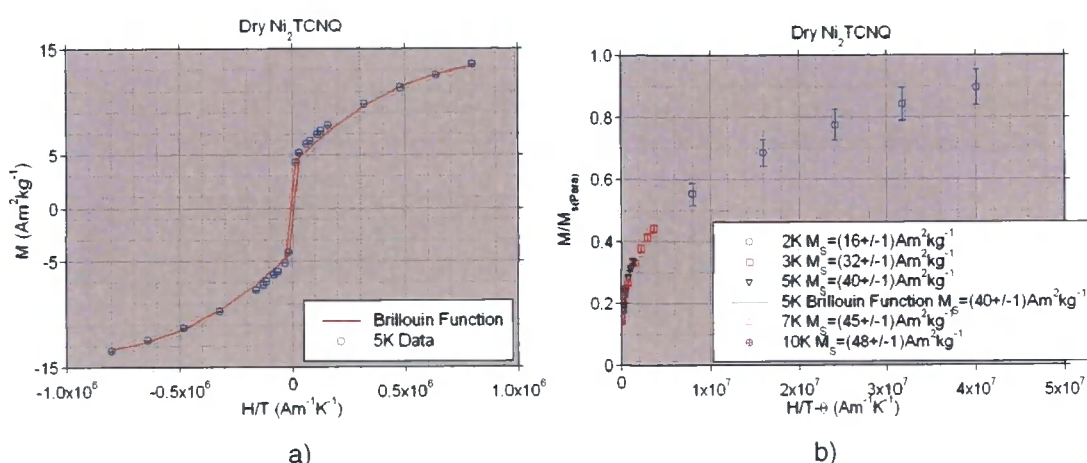 Dry Ni₂TCNQ
15
10
5
0
-5
-10
-15
M (Am²kg⁻¹)
-1.0x10⁶ -0.5x10⁶ 0 0.5x10⁶ 1.0x10⁶
H/T (Am⁻¹K⁻¹)
Brillouin Function
5K Data
a)
Dry Ni₂TCNQ
1.0
0.8
0.6
0.4
0.2
0
M/Mₛ(Para)
0 1x10⁷ 2x10⁷ 3x10⁷ 4x10⁷ 5x10⁷
H/T-θ (Am⁻¹K⁻¹)
2K Mₛ=(16+/-1)Am²kg⁻¹
3K Mₛ=(32+/-1)Am²kg⁻¹
5K Mₛ=(40+/-1)Am²kg⁻¹
5K Brillouin Function Mₛ=(40+/-1)Am²kg⁻¹
7K Mₛ=(45+/-1)Am²kg⁻¹
10K Mₛ=(48+/-1)Am²kg⁻¹
b)